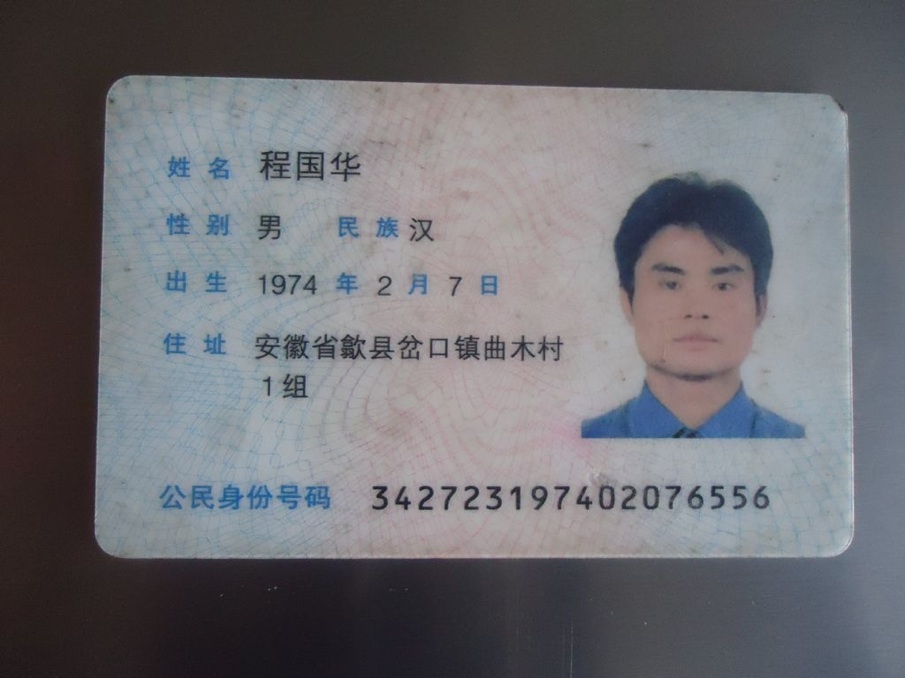 姓名 程国华
性别 男 民族 汉
出生 1974 年 2 月 7 日
住址 安徽省歙县岔口镇曲木村
1组
公民身份号码 342723197402076556